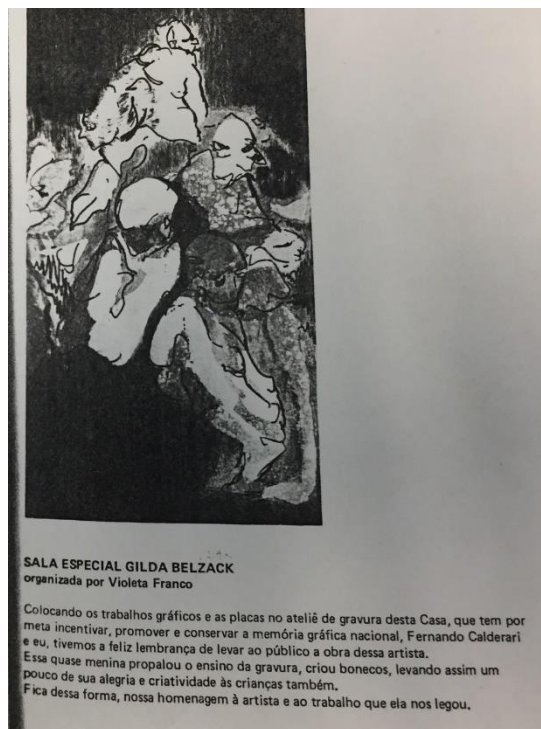 SALA ESPECIAL GILDA BELZACK
organizada por Violeta Franco
Colocando os trabalhos gráficos e as placas no ateliê de gravura desta Casa, que tem por
meta incentivar, promover e conservar a memória gráfica nacional, Fernando Calderari
e eu, tivemos a feliz lembrança de levar ao público a obra dessa artista.
Essa quase menina propalou o ensino da gravura, criou bonecos, levando assim um
pouco de sua alegria e criatividade às crianças também.
Fica dessa forma, nossa homenagem à artista e ao trabalho que ela nos legou.